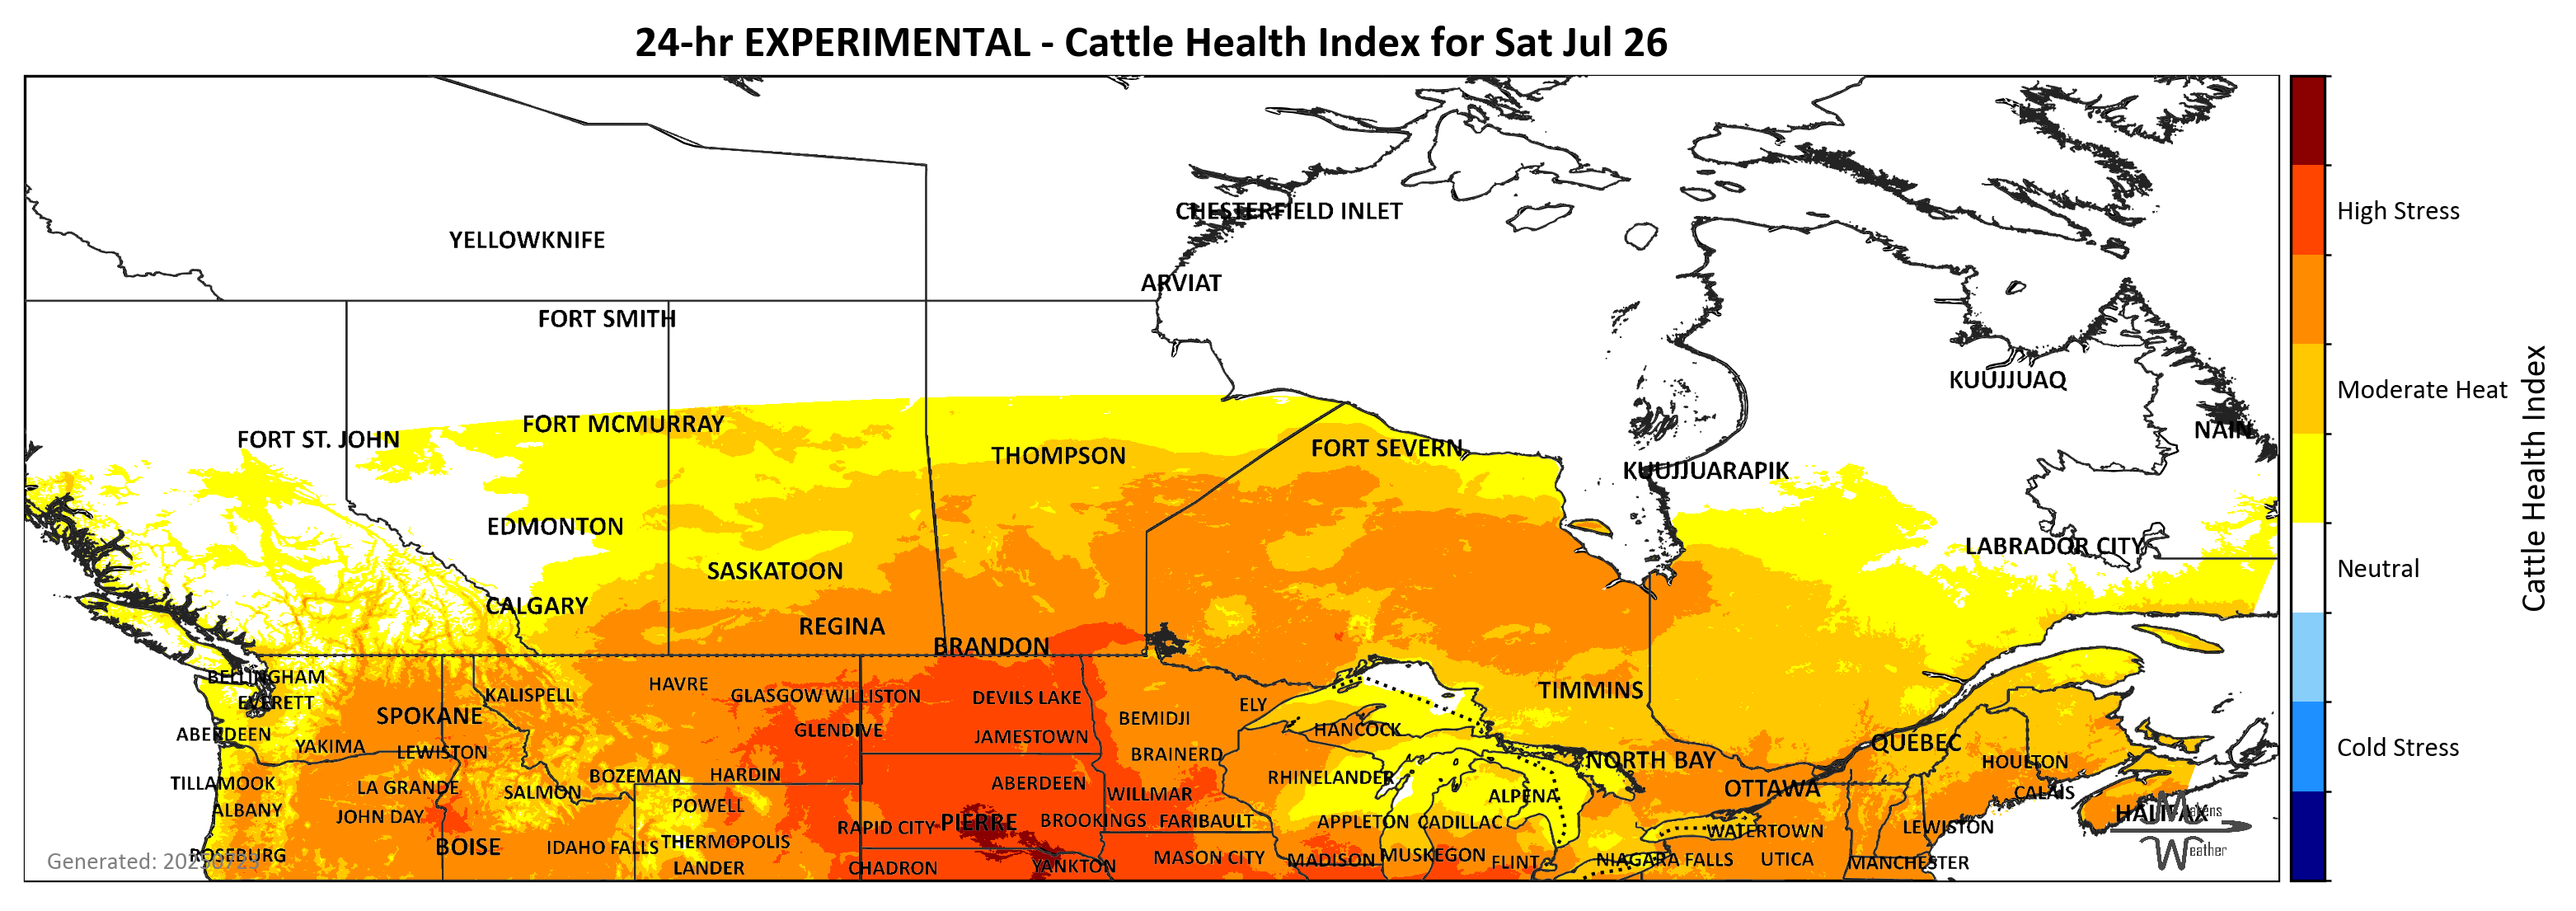 24-hr EXPERIMENTAL - Cattle Health Index for Sat Jul 26
CHESTERFIELD INLET
YELLOWKNIFE
ARVIAT
FORT SMITH
KUUJJUAQ
FORT MCMURRAY
NAIN
FORT ST. JOHN
THOMPSON
FORT SEVERN
KUUJJUARAPIK
EDMONTON
LABRADOR CITY
SASKATOON
CALGARY
REGINA
BRANDON
BELLINGHAM
HAVRE
KALISPELL
GLASGOW
WILLISTON
DEVILS LAKE
TIMMINS
EVERETT
ELY
SPOKANE
BEMIDJI
GLENDIVE
HANCOCK
ABERDEEN
JAMESTOWN
QUEBEC
YAKIMA
LEWISTON
BRAINERD
NORTH BAY
HOULTON
BOZEMAN
HARDIN
RHINELANDER
TILLAMOOK
LA GRANDE
SALMON
ABERDEEN
WILLMAR
ALPENA
OTTAWA
CALAIS
ALBANY
JOHN DAY
POWELL
HALIFAX
Makens
RAPID CITY
PIERRE
BROOKINGS
FARIBAULT
APPLETON
CADILLAC
WATERTOWN
LEWISTON
BOISE
IDAHO FALLS
THERMOPOLIS
Weather
ROSEBURG
MASON CITY
MADISON
MUSKEGON
FLINT
NIAGARA FALLS
UTICA
MANCHESTER
LANDER
CHADRON
YANKTON
Generated: 20250723
High Stress
Moderate Heat
Neutral
Cold Stress
Cattle Health Index